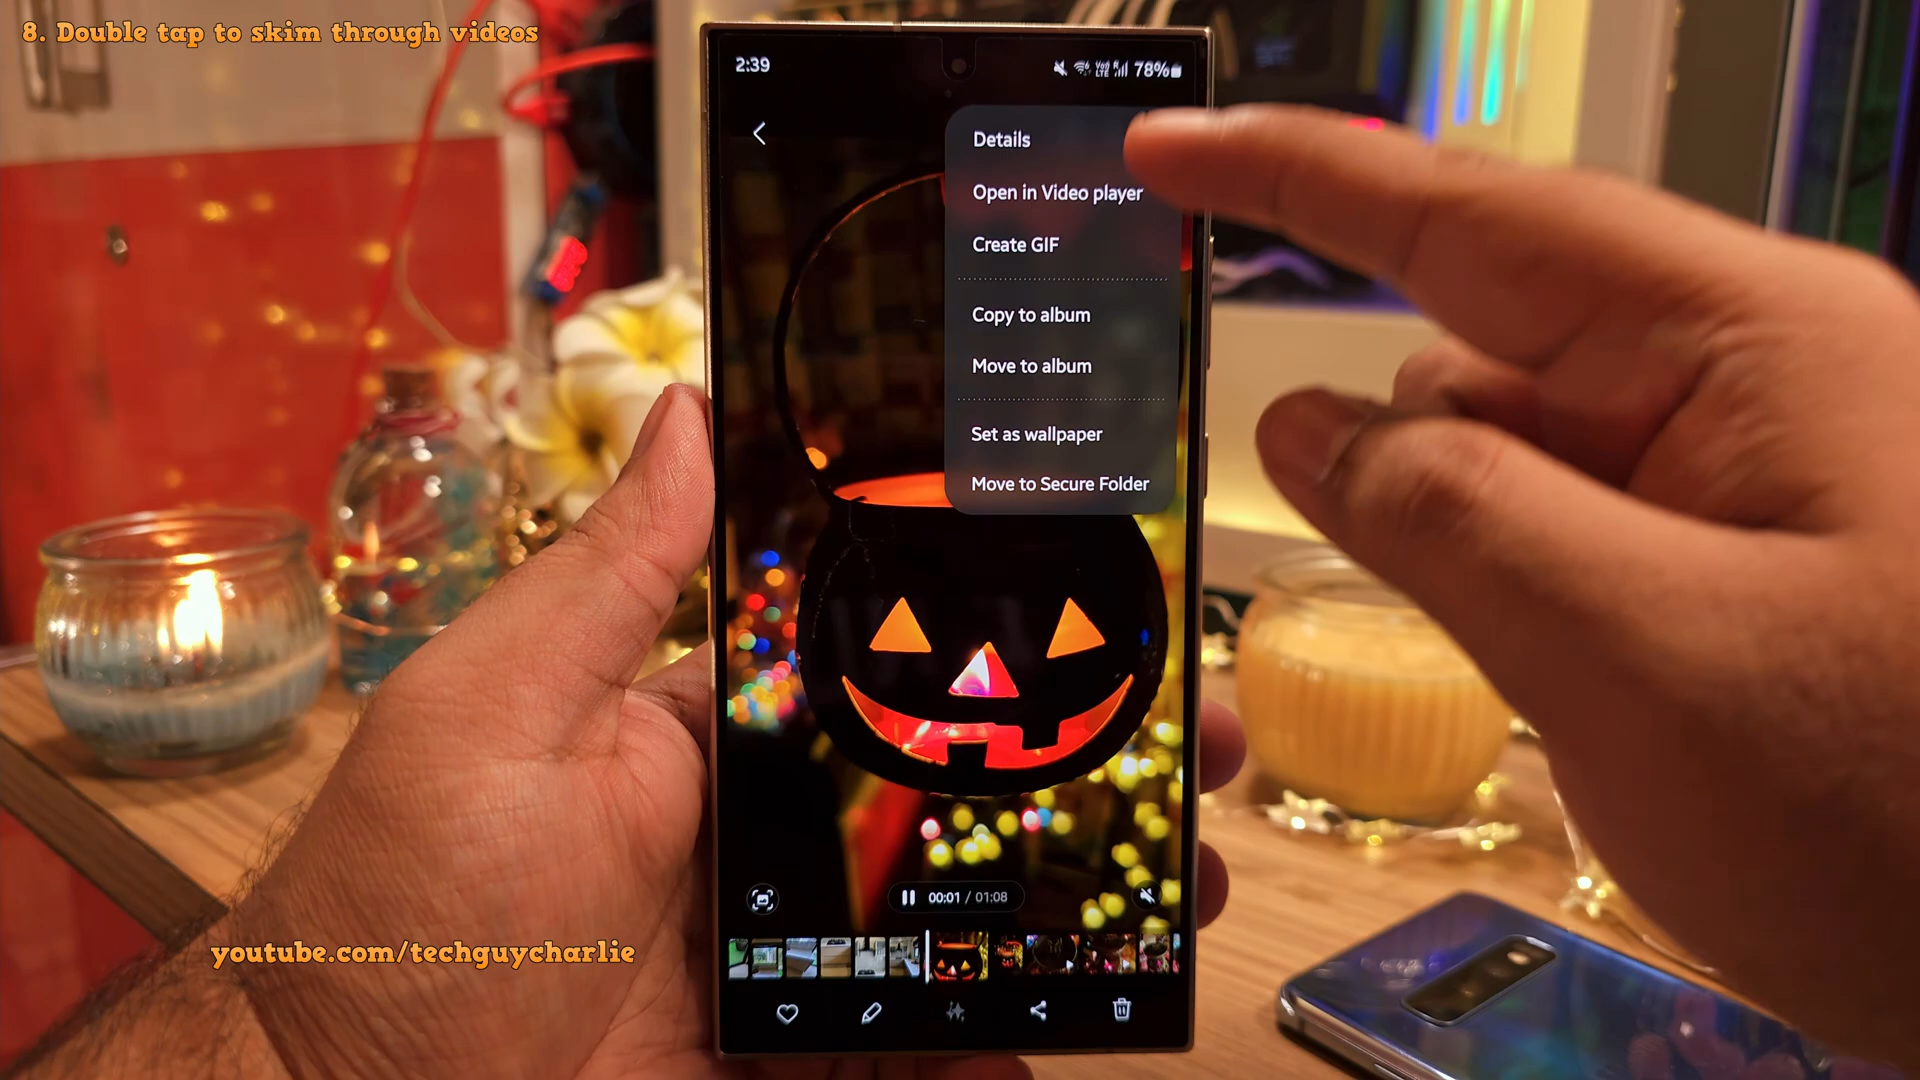 8. Double tap to skim through videos
2:39
78%
Details
Open in Video player
Create GIF
Copy to album
Move to album
Set as wallpaper
Move to Secure Folder
00:01 / 01:08
youtube.com/techguycharlie